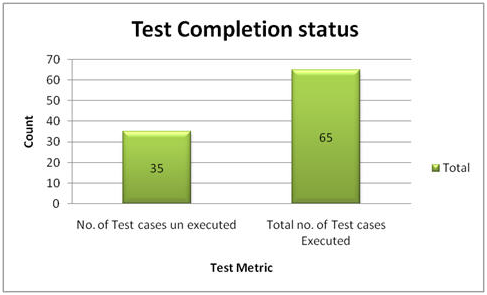 Test Completion status
70
60
50
40
30
20
10
0
Count
35
65
No. of Test cases un executed
Total no. of Test cases
Executed
Test Metric
Total